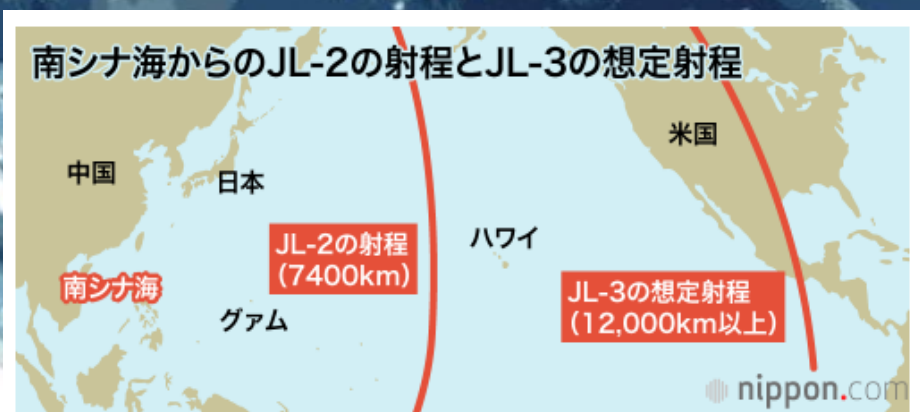 南シナ海からのJL-2の射程とJL-3の想定射程
中国
日本
米国
JL-2の射程
（7400km）
ハワイ
南シナ海
グァム
JL-3の想定射程
（12,000km以上）
nippon.com